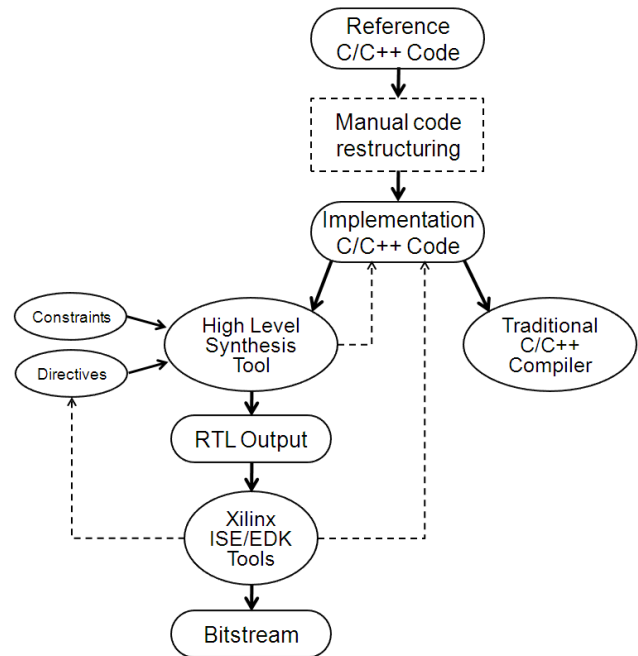 Reference
C/C++ Code
Manual code
restructuring
Implementation
C/C++ Code
Constraints
High Level
Synthesis
Tool
Traditional
C/C++
Compiler
Directives
RTL Output
Xilinx
ISE/EDK
Tools
Bitstream